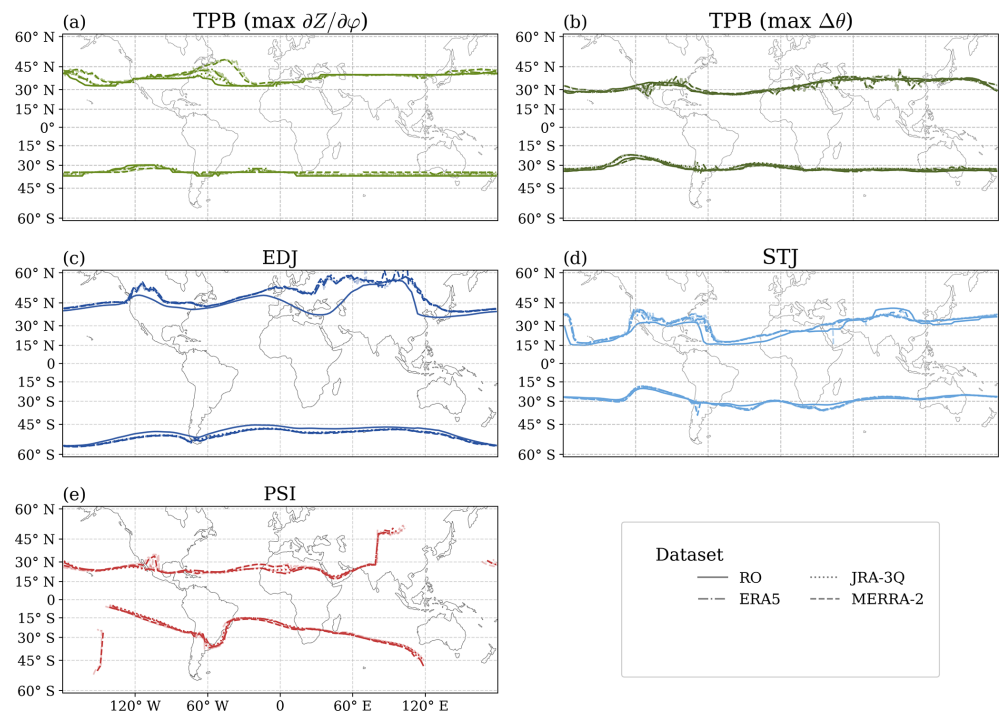 (a) TPB (max ∂Z/∂φ)
60° N
45° N
30° N
15° N
0°
15° S
30° S
45° S
60° S
(b) TPB (max Δθ)
60° N
45° N
30° N
15° N
0°
15° S
30° S
45° S
60° S
(c) EDJ
60° N
45° N
30° N
15° N
0°
15° S
30° S
45° S
60° S
(d) STJ
60° N
45° N
30° N
15° N
0°
15° S
30° S
45° S
60° S
(e) PSI
60° N
45° N
30° N
15° N
0°
15° S
30° S
45° S
60° S
120° W 60° W 0 60° E 120° E
Dataset
RO JRA-3Q
ERA5 MERRA-2